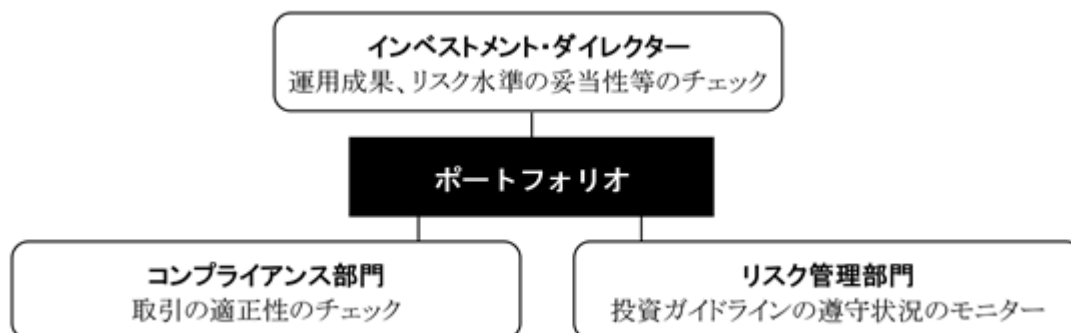 インベストメント・ダイレクター
運用成果、リスク水準の妥当性等のチェック
ポートフォリオ
コンプライアンス部門
取引の適正性のチェック
リスク管理部門
投資ガイドラインの遵守状況のモニター